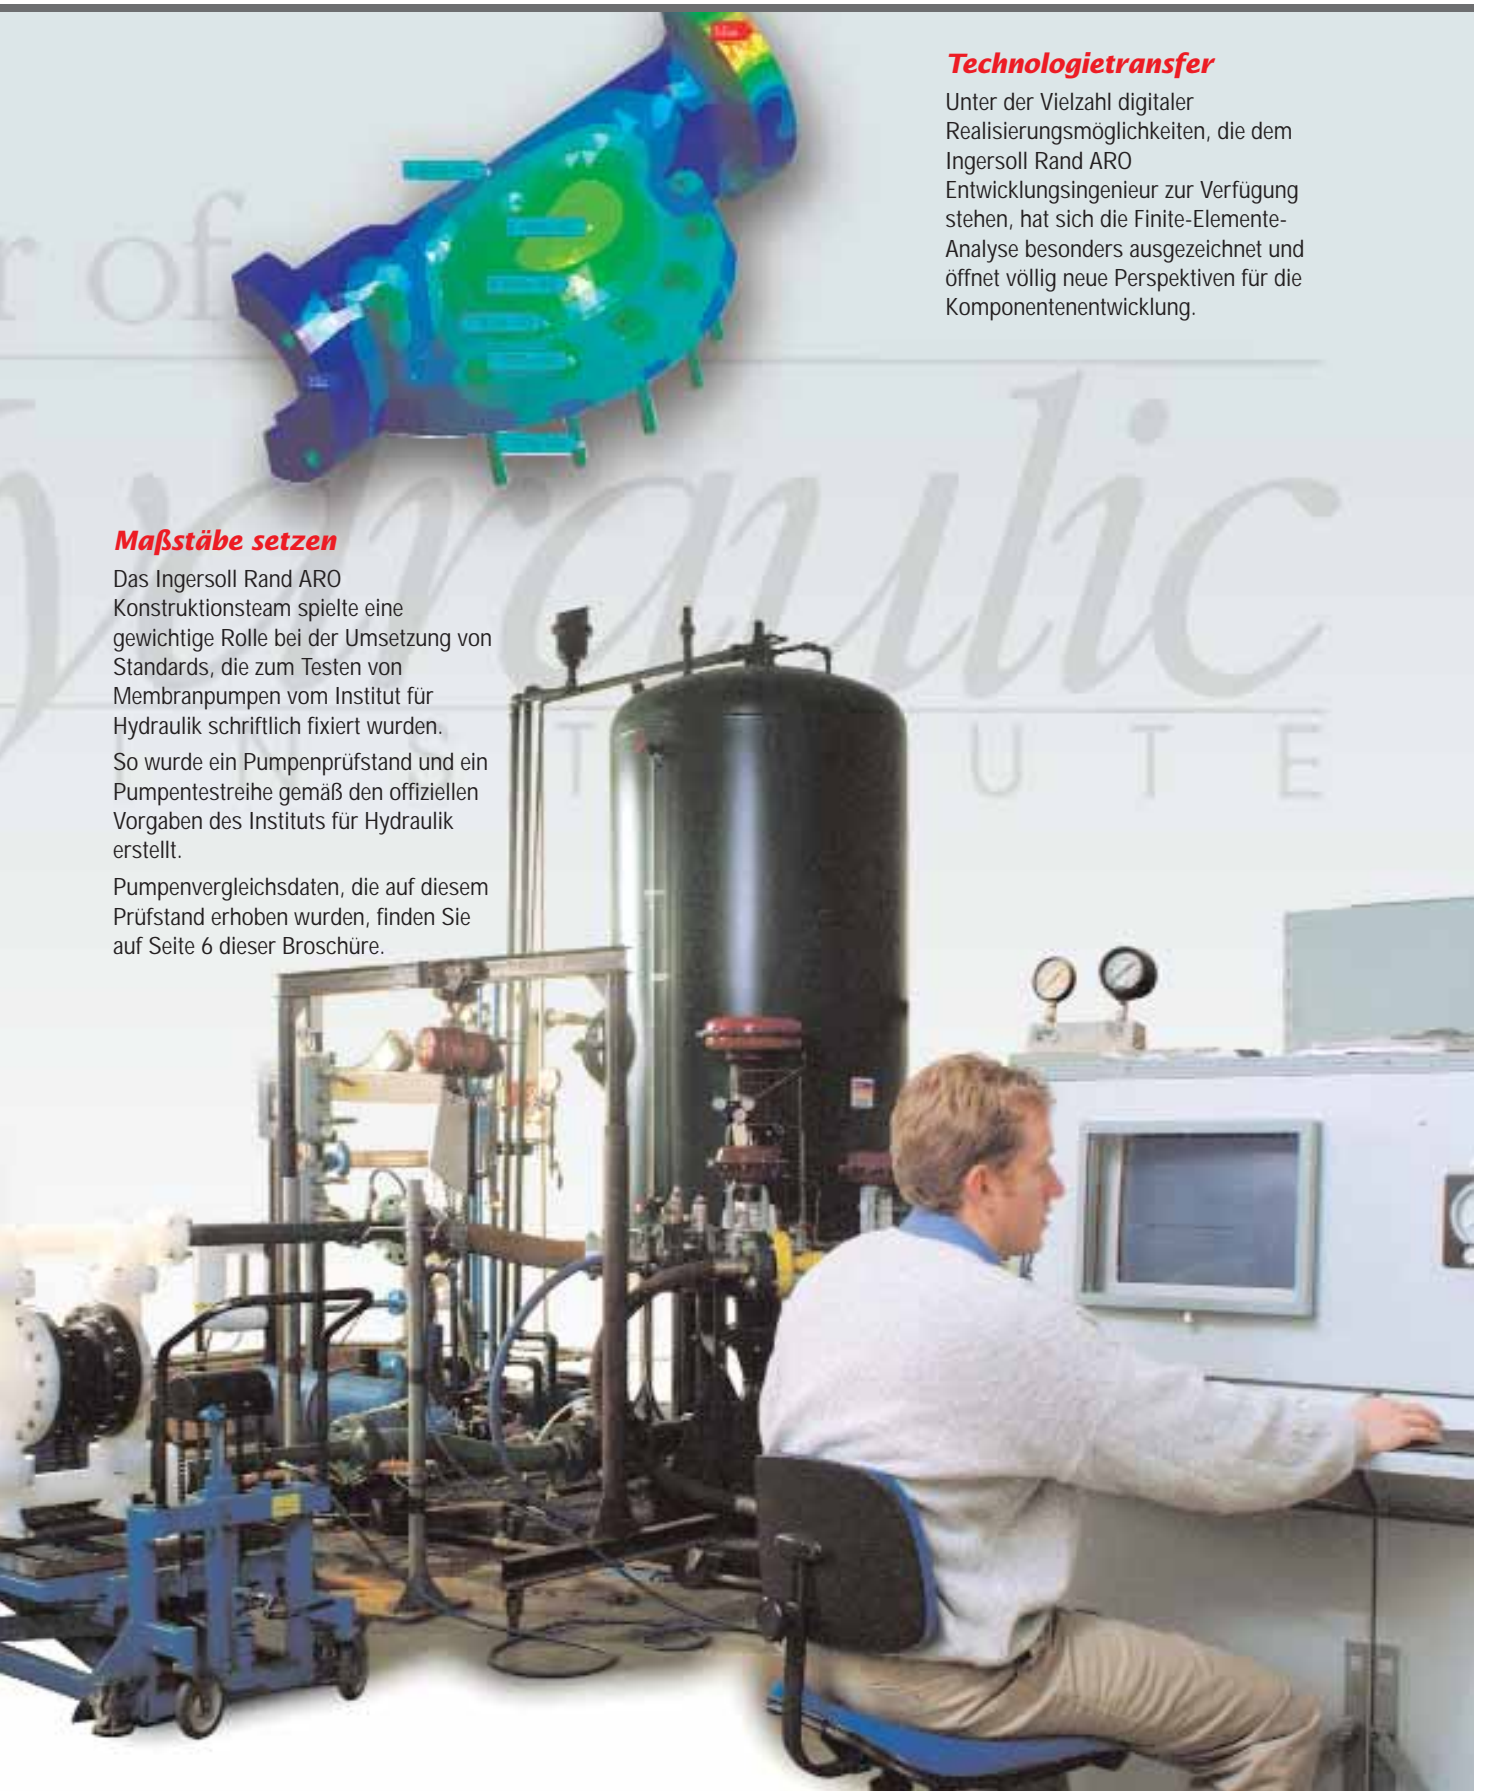 Technologietransfer
Unter der Vielzahl digitaler
Realisierungsmöglichkeiten, die dem
Ingersoll Rand ARO
Entwicklungsingenieur zur Verfügung
stehen, hat sich die Finite-Elemente-
Analyse besonders ausgezeichnet und
öffnet völlig neue Perspektiven für die
Komponentenentwicklung.
r of
ydraulic
Maßstäbe setzen
Das Ingersoll Rand ARO
Konstruktionsteam spielte eine
gewichtige Rolle bei der Umsetzung von
Standards, die zum Testen von
Membranpumpen vom Institut für
Hydraulik schriftlich fixiert wurden.
So wurde ein Pumpenprüfstand und ein
Pumpentestreihe gemäß den offiziellen
Vorgaben des Instituts für Hydraulik
erstellt.
Pumpenvergleichsdaten, die auf diesem
Prüfstand erhoben wurden, finden Sie
auf Seite 6 dieser Broschüre.
N S T U T E